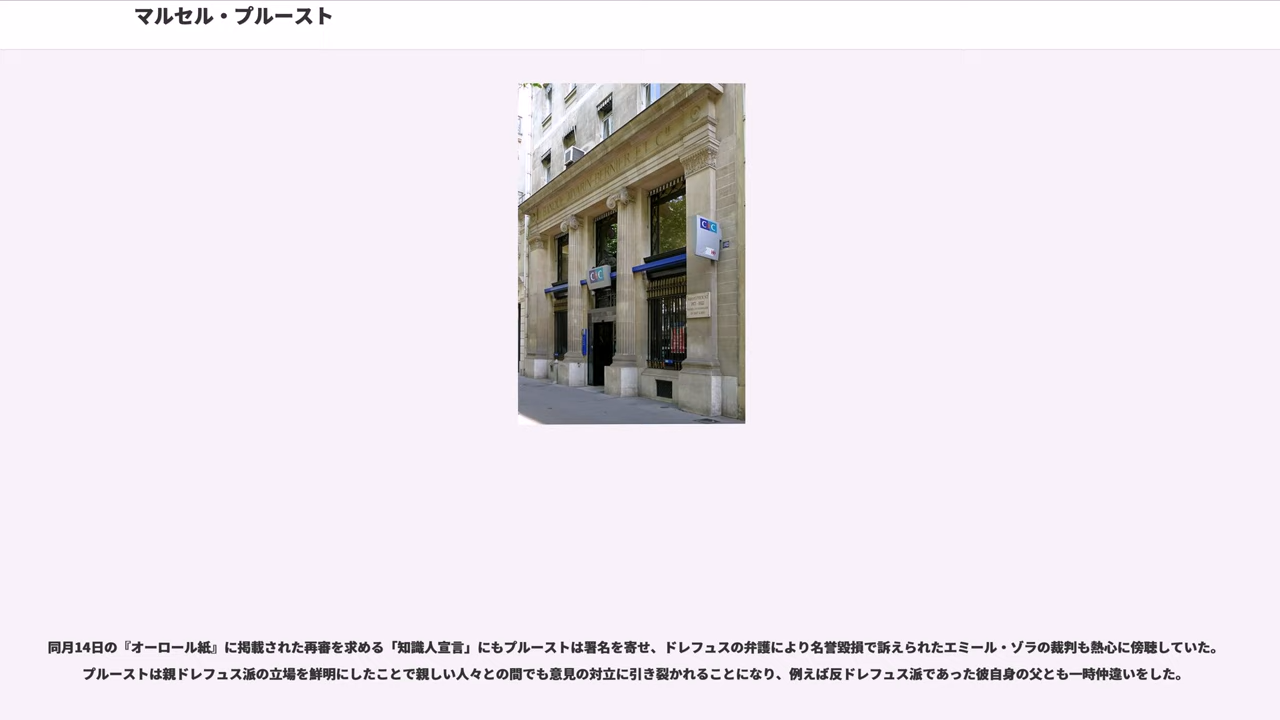 マルセル・プルースト
CIC
CIC
同月14日の『オーロール紙』に掲載された再審を求める「知識人宣言」にもプルーストは署名を寄せ、ドレフュスの弁護により名誉毀損で訴えられたエミール・ゾラの裁判も熱心に傍聴していた。
プルーストは親ドレフュス派の立場を鮮明にしたことで親しい人々との間でも意見の対立に引き裂かれることになり、例えば反ドレフュス派であった彼自身の父とも一時仲違いをした。